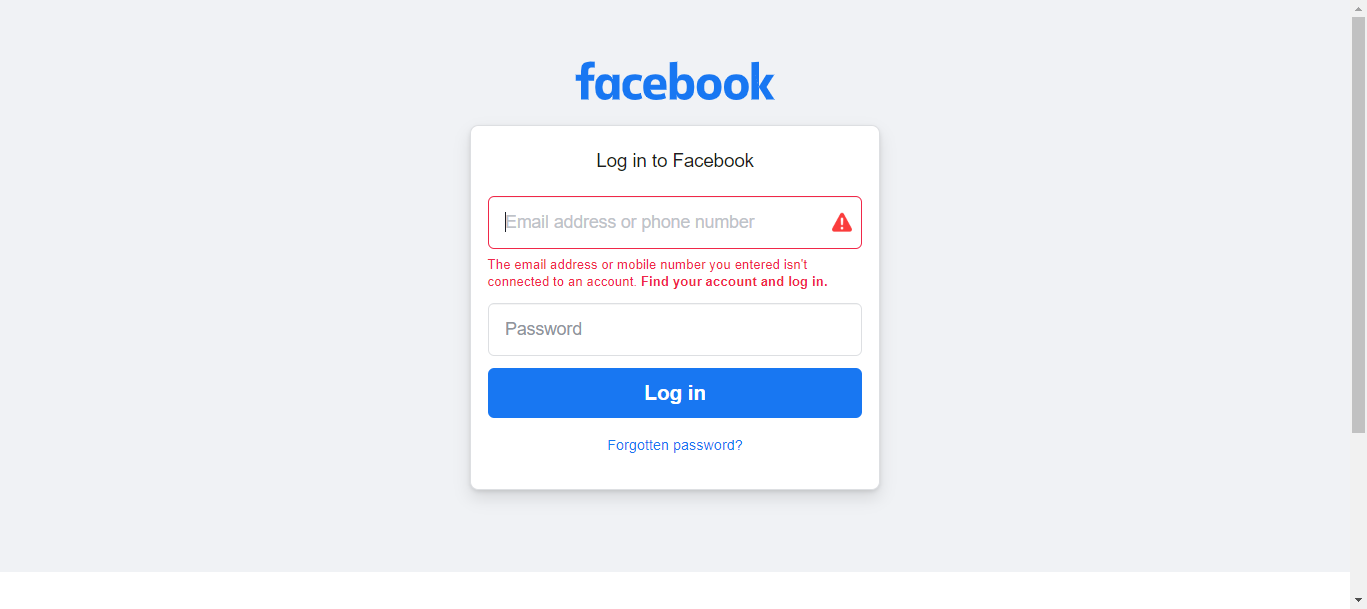 facebook
Log in to Facebook
Email address or phone number
The email address or mobile number you entered isn't
connected to an account. Find your account and log in.
Password
Log in
Forgotten password?